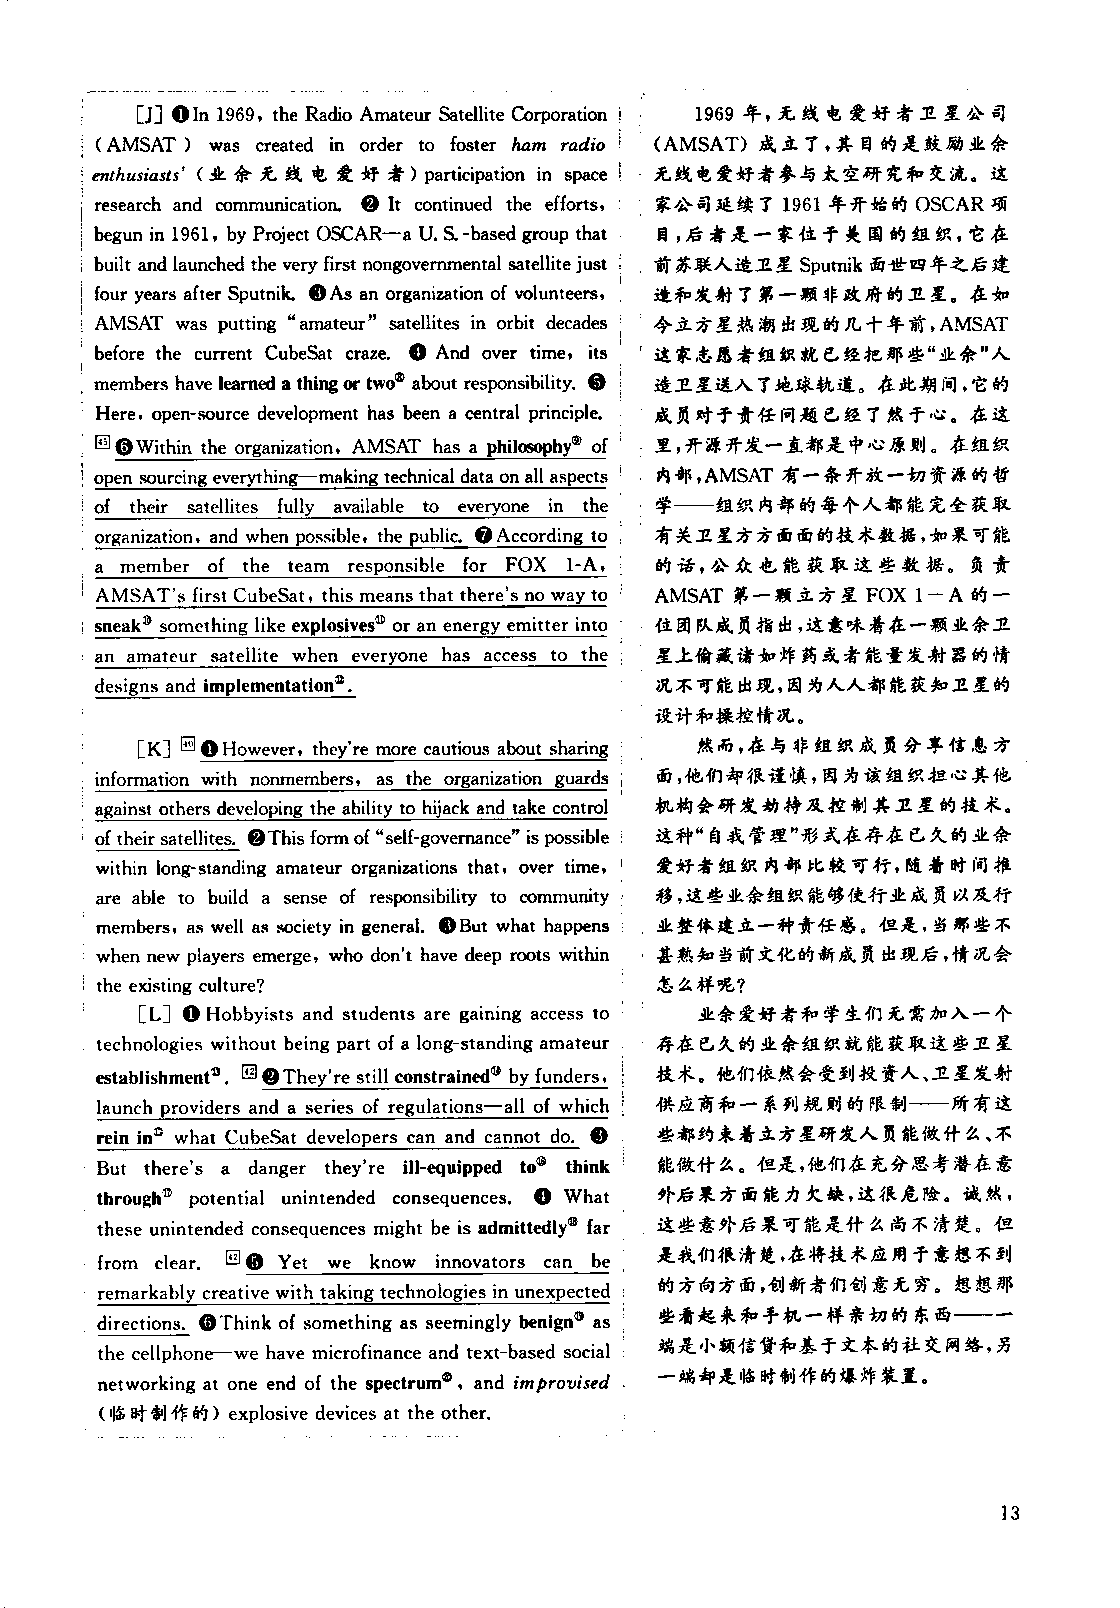 [J] ❶In 1969, the Radio Amateur Satellite Corporation
(AMSAT) was created in order to foster ham radio
enthusiasts' (业余无线电爱好者) participation in space
research and communication. ❷ It continued the efforts,
begun in 1961, by Project OSCAR—a U. S.-based group that
built and launched the very first nongovernmental satellite just
four years after Sputnik. ❸As an organization of volunteers,
AMSAT was putting “amateur” satellites in orbit decades
before the current CubeSat craze. ❹ And over time, its
members have learned a thing or two⑧ about responsibility. ❺
Here, open-source development has been a central principle.
45 ❻Within the organization, AMSAT has a philosophy⑨ of
open sourcing everything—making technical data on all aspects
of their satellites fully available to everyone in the
organization, and when possible, the public. ❼According to
a member of the team responsible for FOX 1-A,
AMSAT's first CubeSat, this means that there's no way to
sneak⑩ something like explosives⑪ or an energy emitter into
an amateur satellite when everyone has access to the
designs and implementation⑫.
[K] 40 ❶However, they're more cautious about sharing
information with nonmembers, as the organization guards
against others developing the ability to hijack and take control
of their satellites. ❷This form of “self-governance” is possible
within long-standing amateur organizations that, over time,
are able to build a sense of responsibility to community
members, as well as society in general. ❸But what happens
when new players emerge, who don't have deep roots within
the existing culture?
[L] ❶Hobbyists and students are gaining access to
technologies without being part of a long-standing amateur
establishment⑬. 42 ❷They're still constrained⑭ by funders,
launch providers and a series of regulations—all of which
rein in⑮ what CubeSat developers can and cannot do. ❸
But there's a danger they're ill-equipped to⑯ think
through⑰ potential unintended consequences. ❹ What
these unintended consequences might be is admittedly⑱ far
from clear. 42 ❺ Yet we know innovators can be
remarkably creative with taking technologies in unexpected
directions. ❻Think of something as seemingly benign⑲ as
the cellphone—we have microfinance and text-based social
networking at one end of the spectrum⑳, and improvised
(临时制作的) explosive devices at the other.
1969 年,无线电爱好者卫星公司
(AMSAT) 成立了,其目的是鼓励业余
无线电爱好者参与太空研究和交流。这
家公司延续了 1961 年开始的 OSCAR 项
目,后者是一家位于美国的组织,它在
前苏联人造卫星 Sputnik 面世四年之后建
造和发射了第一颗非政府的卫星。在如
今立方星热潮出现的几十年前,AMSAT
这家志愿者组织就已经把那些“业余”人
造卫星送入了地球轨道。在此期间,它的
成员对于责任问题已经了然于心。在这
里,开源开发一直都是中心原则。在组织
内部,AMSAT 有一条开放一切资源的哲
学——组织内部的每个人都能完全获取
有关卫星方方面面的技术数据,如果可能
的话,公众也能获取这些数据。负责
AMSAT 第一颗立方星 FOX 1－A 的一
位团队成员指出,这意味着在一颗业余卫
星上偷藏诸如炸药或者能量发射器的情
况不可能出现,因为人人都能获知卫星的
设计和操控情况。
然而,在与非组织成员分享信息方
面,他们却很谨慎,因为该组织担心其他
机构会研发劫持及控制其卫星的技术。
这种“自我管理”形式在存在已久的业余
爱好者组织内部比较可行,随着时间推
移,这些业余组织能够使行业成员以及行
业整体建立一种责任感。但是,当那些不
甚熟知当前文化的新成员出现后,情况会
怎么样呢?
业余爱好者和学生们无需加入一个
存在已久的业余组织就能获取这些卫星
技术。他们依然会受到投资人、卫星发射
供应商和一系列规则的限制——所有这
些都约束着立方星研发人员能做什么、不
能做什么。但是,他们在充分思考潜在意
外后果方面能力欠缺,这很危险。诚然,
这些意外后果可能是什么尚不清楚。但
是我们很清楚,在将技术应用于意想不到
的方向方面,创新者们创意无穷。想想那
些看起来和手机一样亲切的东西——一
端是小额信贷和基于文本的社交网络,另
一端却是临时制作的爆炸装置。
13